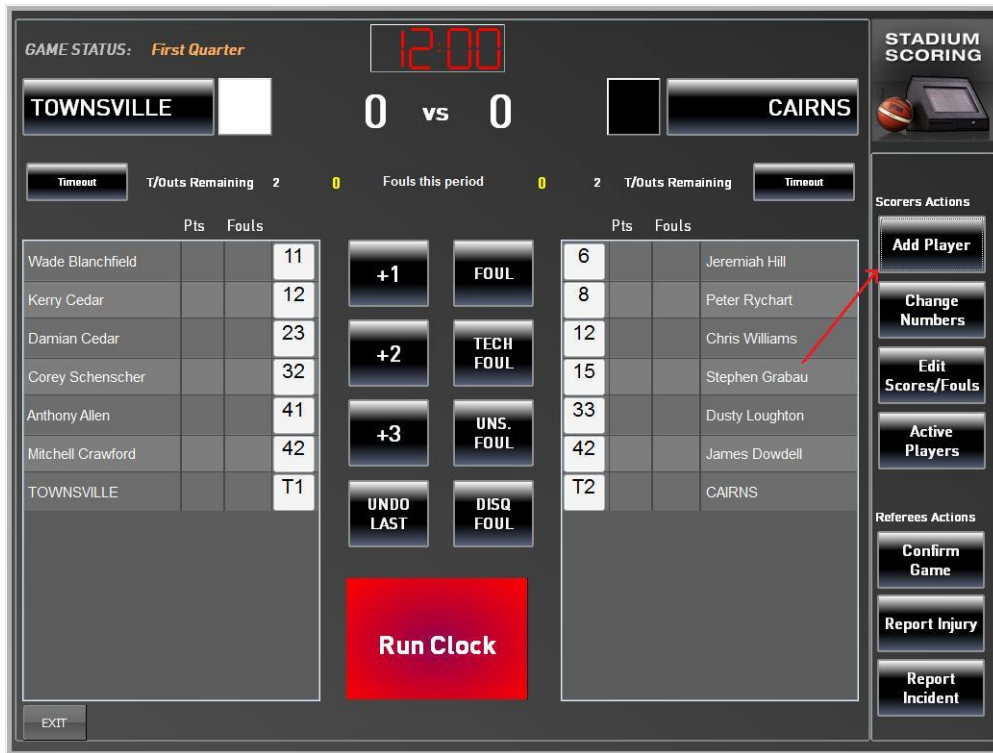 GAME STATUS: First Quarter
12:00
STADIUM
SCORING
TOWNSVILLE
0 vs 0
CAIRNS
Timeout
T/Outs Remaining 2
0 Fouls this period 0
2 T/Outs Remaining
Timeout
Pts Fouls
Wade Blanchfield 11
Kerry Cedar 12
Damian Cedar 23
Corey Schenscher 32
Anthony Allen 41
Mitchell Crawford 42
TOWNSVILLE T1
+1
FOUL
+2
TECH
FOUL
+3
UNS.
FOUL
UNDO
LAST
DISQ
FOUL
Run Clock
Pts Fouls
6 Jeremiah Hill
8 Peter Rychart
12 Chris Williams
15 Stephen Grabau
33 Dusty Loughton
42 James Dowdell
T2 CAIRNS
Scorers Actions
Add Player
Change
Numbers
Edit
Scores/Fouls
Active
Players
Referees Actions
Confirm
Game
Report Injury
Report
Incident
EXIT